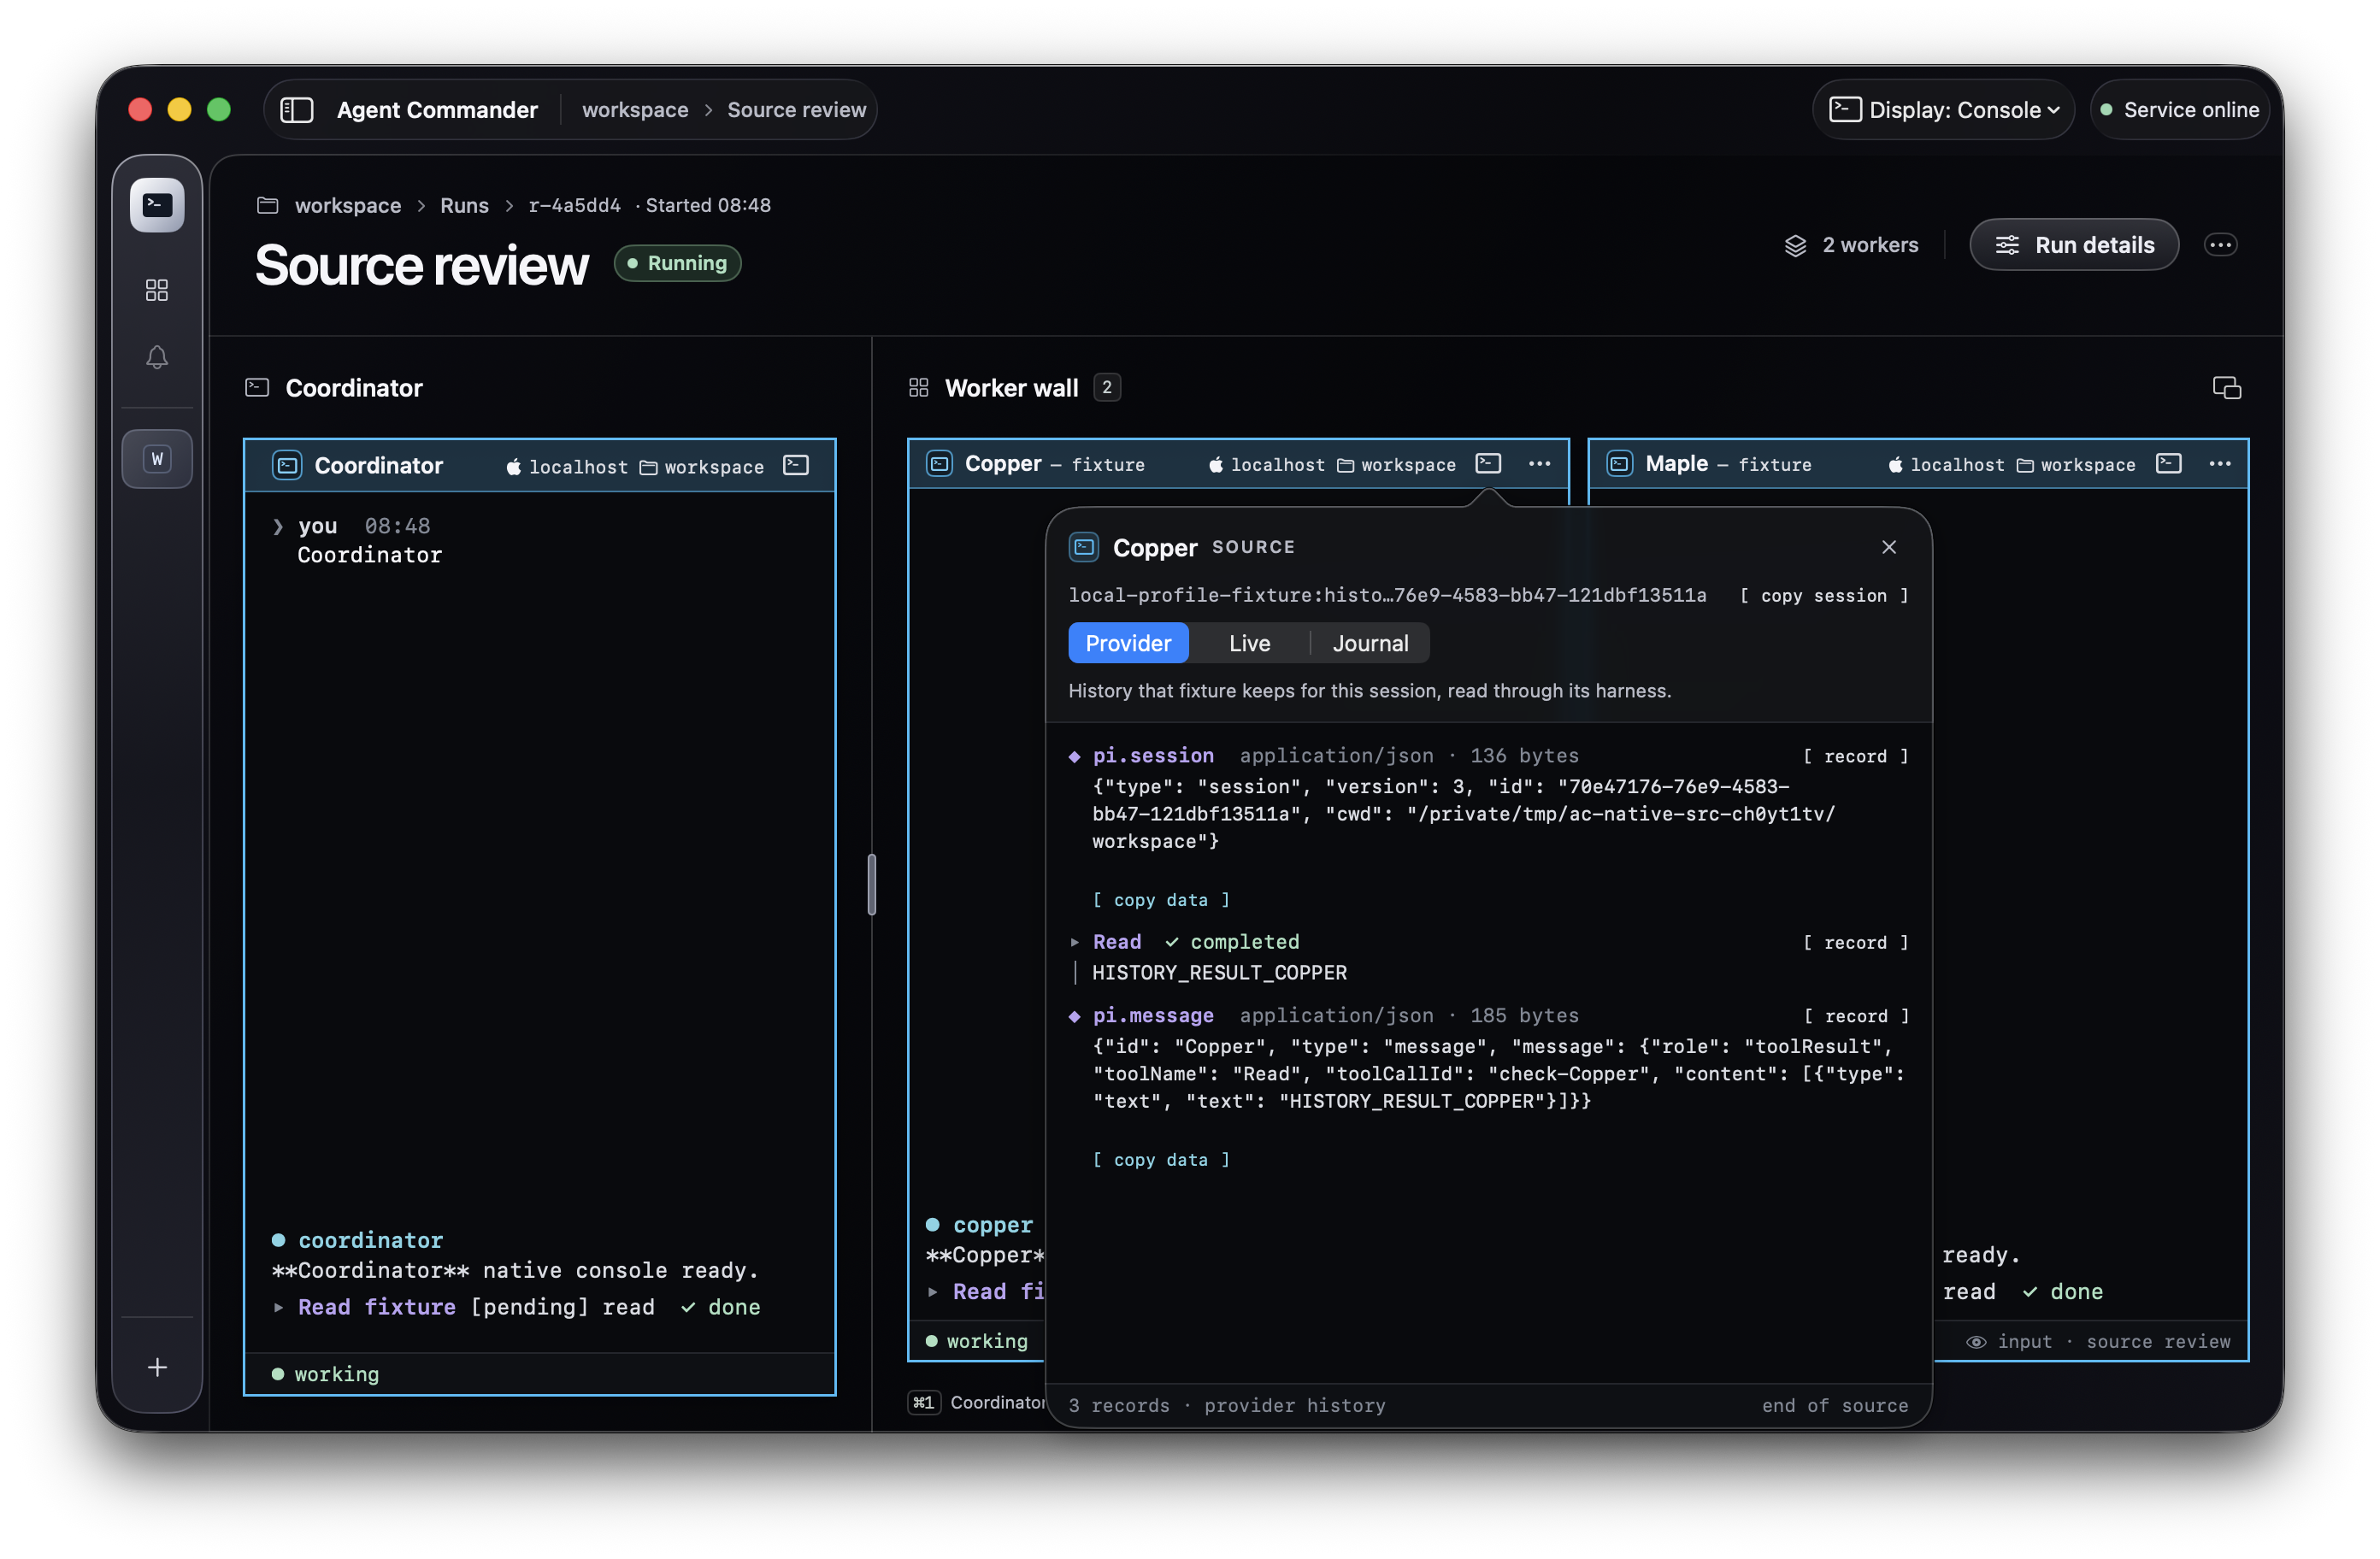 Agent Commander workspace > Source review
Display: Console
Service online
workspace > Runs > r-4a5dd4 · Started 08:48
Source review
Running
2 workers
Run details
W
Coordinator
Coordinator localhost workspace
❯ you 08:48
Coordinator
coordinator
**Coordinator** native console ready.
▸ Read fixture [pending] read ✓ done
working
Worker wall 2
Copper – fixture localhost workspace
copper
**Copper*
▸ Read fi
working
⌘1 Coordinator
Maple – fixture localhost workspace
ready.
read ✓ done
input · source review
Copper SOURCE
local-profile-fixture:histo…76e9-4583-bb47-121dbf13511a [ copy session ]
Provider Live Journal
History that fixture keeps for this session, read through its harness.
◆ pi.session application/json · 136 bytes [ record ]
{"type": "session", "version": 3, "id": "70e47176-76e9-4583-
bb47-121dbf13511a", "cwd": "/private/tmp/ac-native-src-ch0yt1tv/
workspace"}
[ copy data ]
▸ Read ✓ completed [ record ]
HISTORY_RESULT_COPPER
◆ pi.message application/json · 185 bytes [ record ]
{"id": "Copper", "type": "message", "message": {"role": "toolResult",
"toolName": "Read", "toolCallId": "check-Copper", "content": [{"type":
"text", "text": "HISTORY_RESULT_COPPER"}]}}
[ copy data ]
3 records · provider history end of source